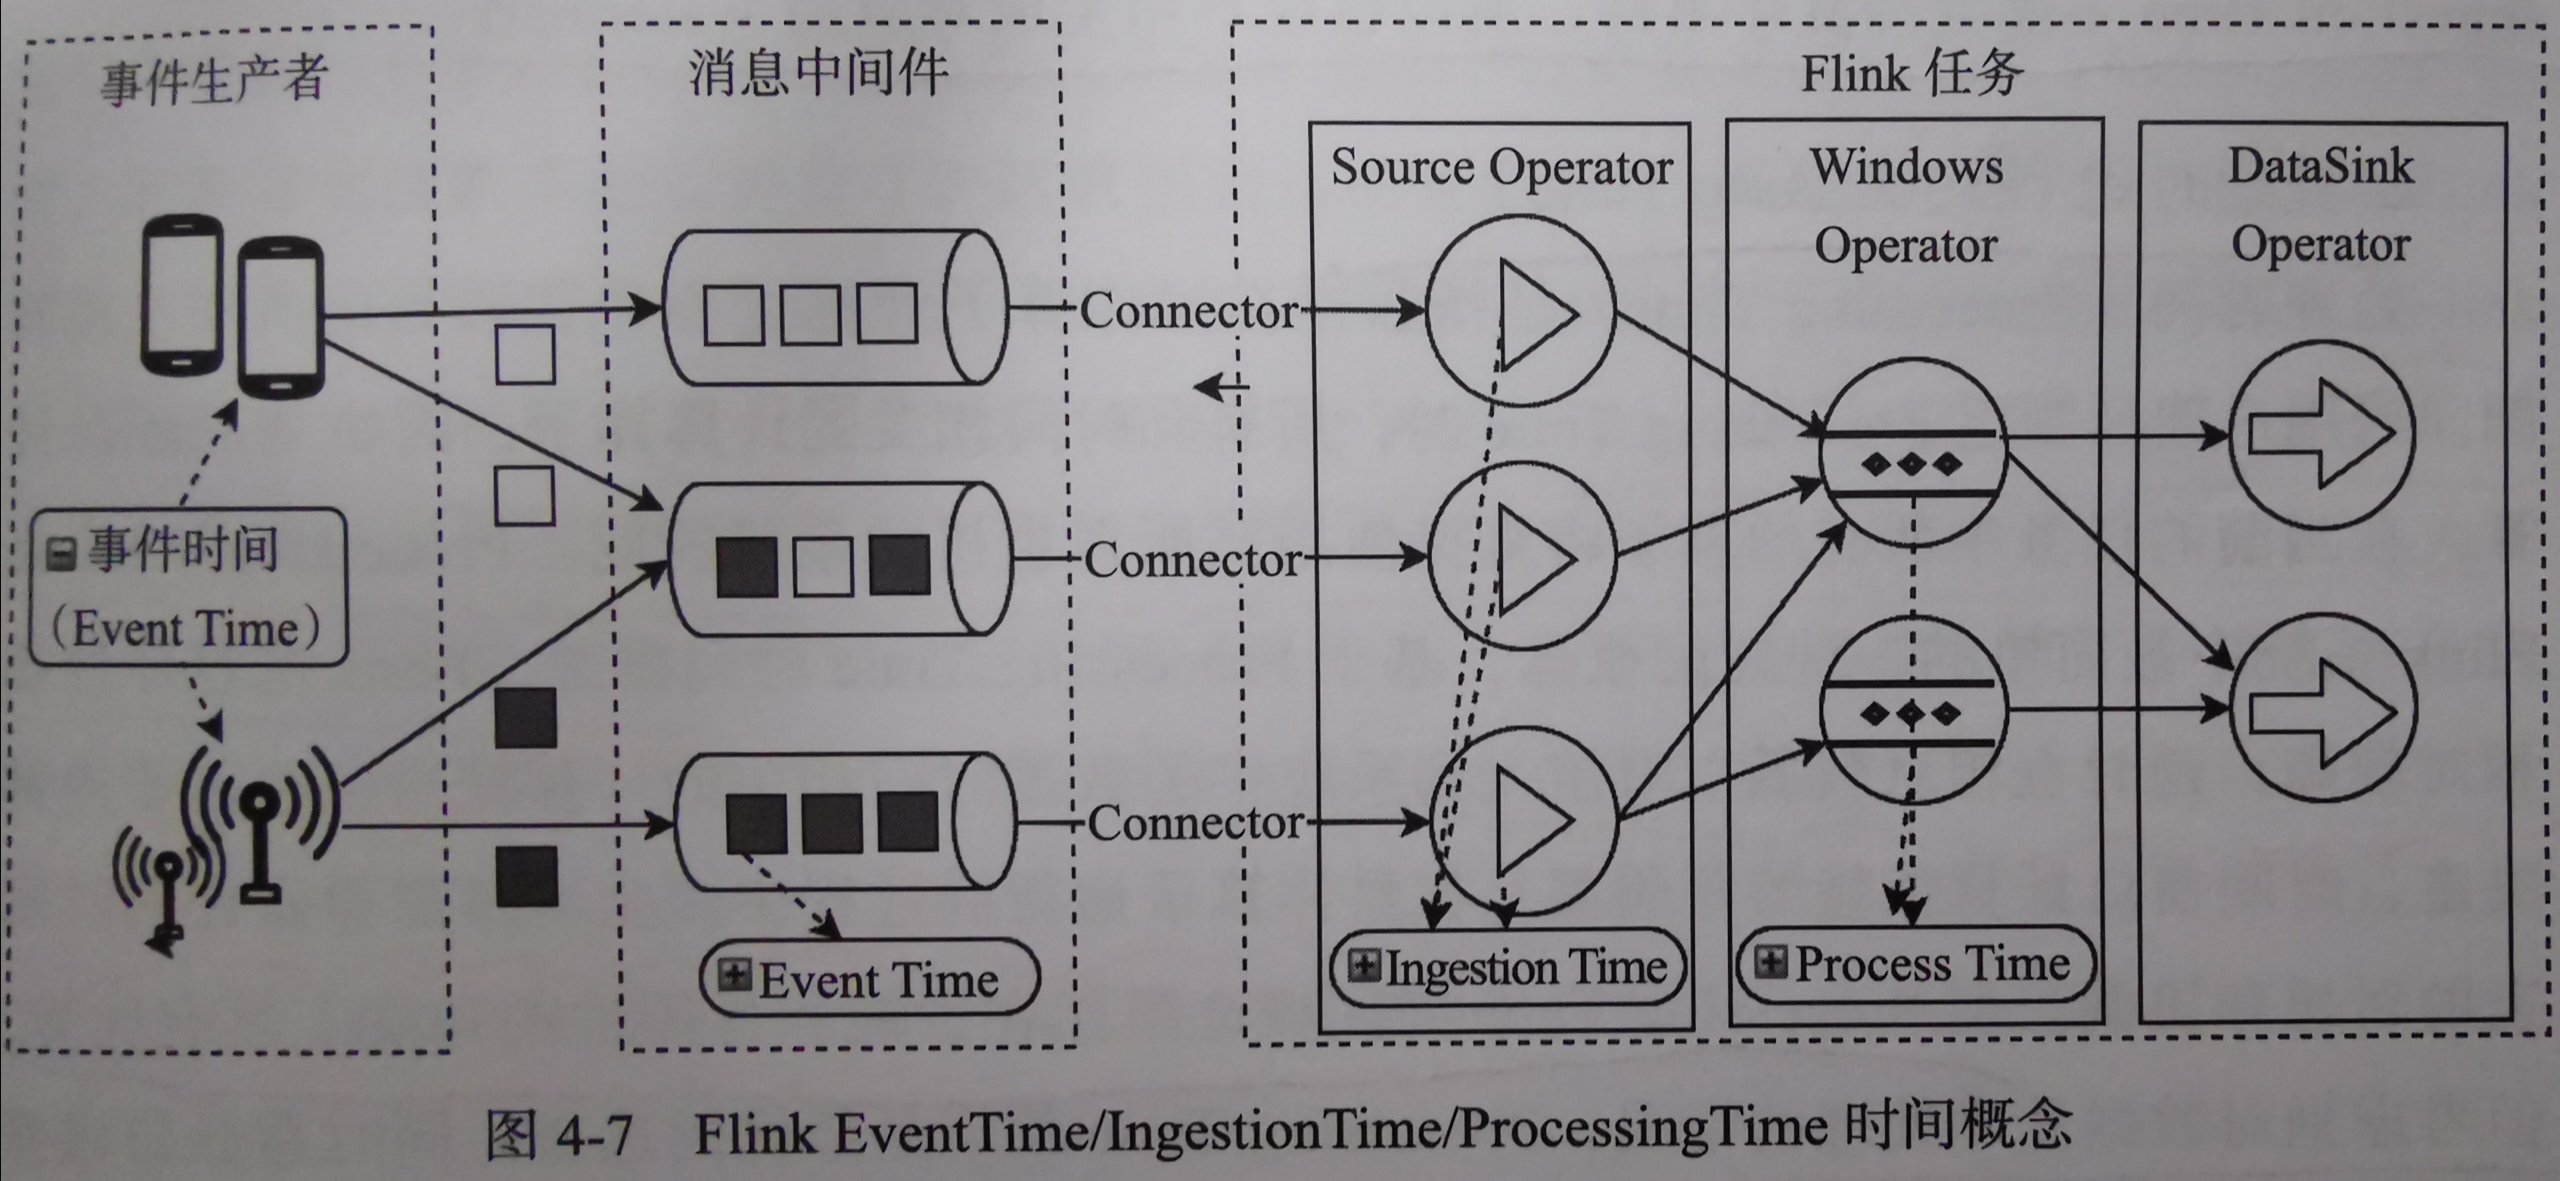 事件生产者
消息中间件
Flink 任务
Source Operator
Windows
Operator
DataSink
Operator
Connector
Connector
Connector
事件时间
(Event Time)
Event Time
Ingestion Time
Process Time
图 4-7 Flink EventTime/IngestionTime/ProcessingTime 时间概念